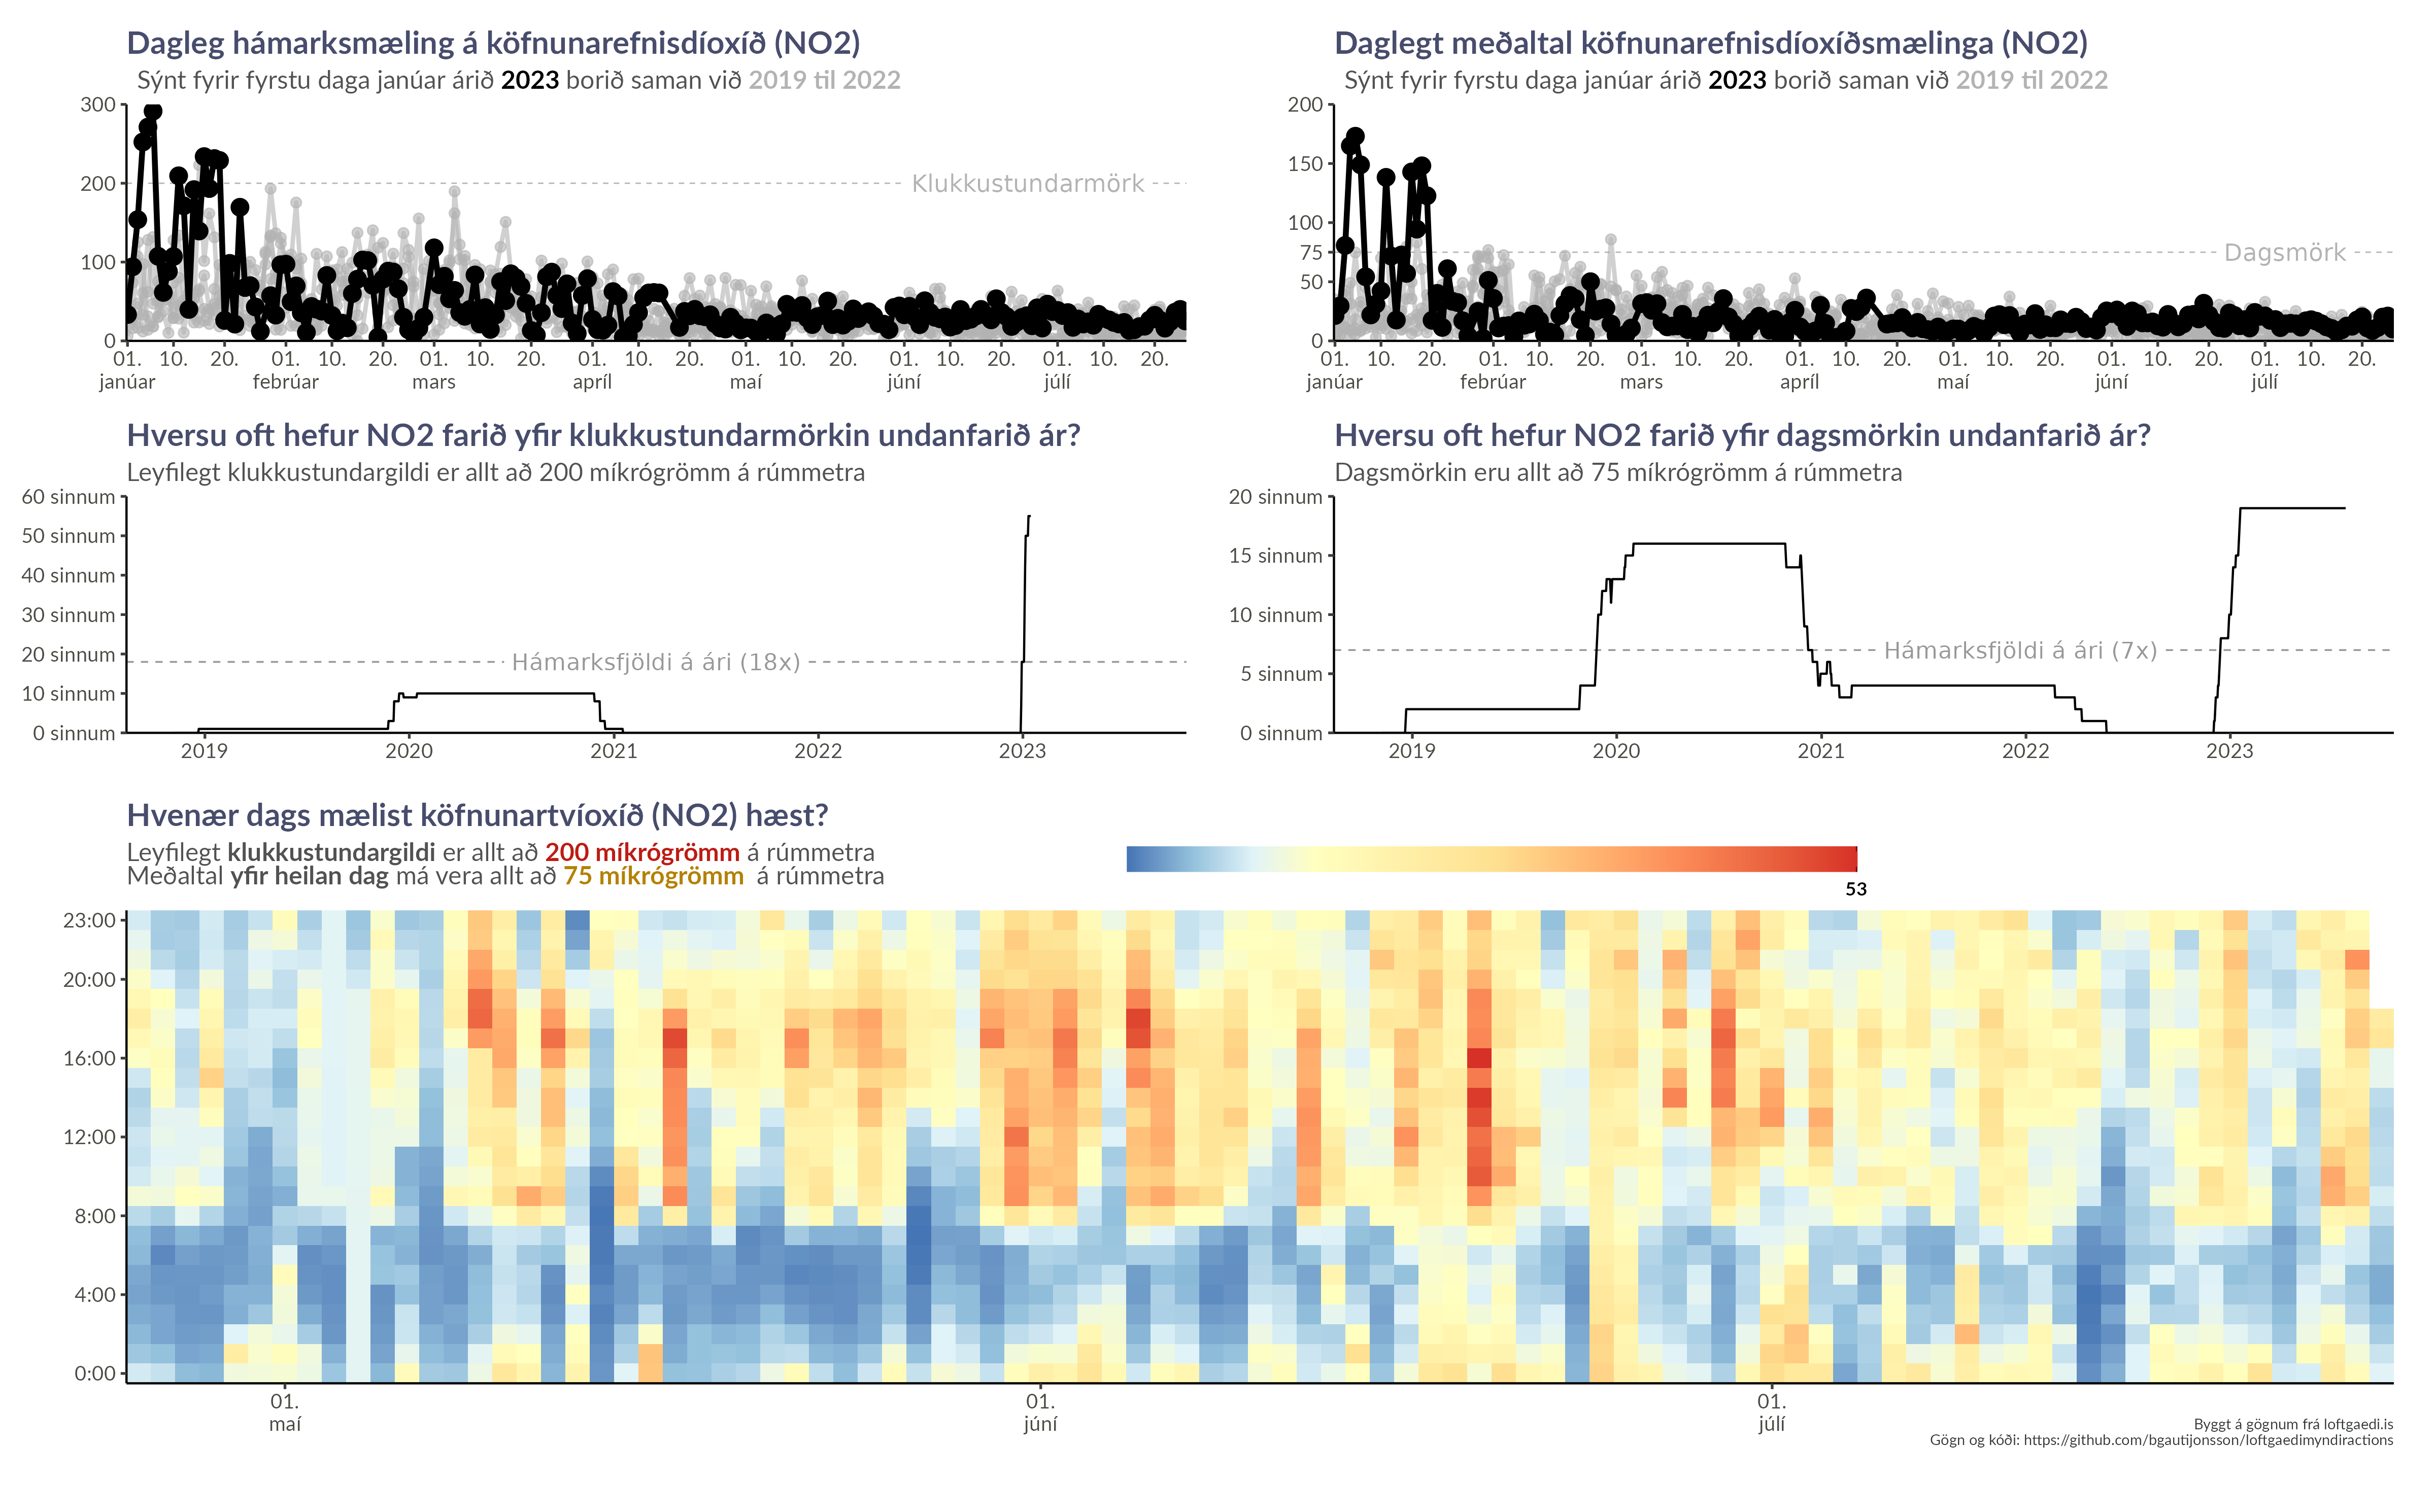 Dagleg hámarksmæling á köfnunarefnisdíoxíð (NO2)
Sýnt fyrir fyrstu daga janúar árið 2023 borið saman við 2019 til 2022
300
200
100
0
Klukkustundarmörk
01. 10. 20. 01. 10. 20. 01. 10. 20. 01. 10. 20. 01. 10. 20. 01. 10. 20. 01. 10. 20.
janúar febrúar mars apríl maí júní júlí
Daglegt meðaltal köfnunarefnisdíoxíðsmælinga (NO2)
Sýnt fyrir fyrstu daga janúar árið 2023 borið saman við 2019 til 2022
200
150
100
75
50
0
Dagsmörk
01. 10. 20. 01. 10. 20. 01. 10. 20. 01. 10. 20. 01. 10. 20. 01. 10. 20. 01. 10. 20.
janúar febrúar mars apríl maí júní júlí
Hversu oft hefur NO2 farið yfir klukkustundarmörkin undanfarið ár?
Leyfilegt klukkustundargildi er allt að 200 míkrógrömm á rúmmetra
60 sinnum
50 sinnum
40 sinnum
30 sinnum
20 sinnum
10 sinnum
0 sinnum
Hámarksfjöldi á ári (18x)
2019 2020 2021 2022 2023
Hversu oft hefur NO2 farið yfir dagsmörkin undanfarið ár?
Dagsmörkin eru allt að 75 míkrógrömm á rúmmetra
20 sinnum
15 sinnum
10 sinnum
5 sinnum
0 sinnum
Hámarksfjöldi á ári (7x)
2019 2020 2021 2022 2023
Hvenær dags mælist köfnunartvíoxíð (NO2) hæst?
Leyfilegt klukkustundargildi er allt að 200 míkrógrömm á rúmmetra
Meðaltal yfir heilan dag má vera allt að 75 míkrógrömm á rúmmetra
53
23:00
20:00
16:00
12:00
8:00
4:00
0:00
01. 01. 01.
maí júní júlí
Byggt á gögnum frá loftgaedi.is
Gögn og kóði: https://github.com/bgautijonsson/loftgaedimyndiractions